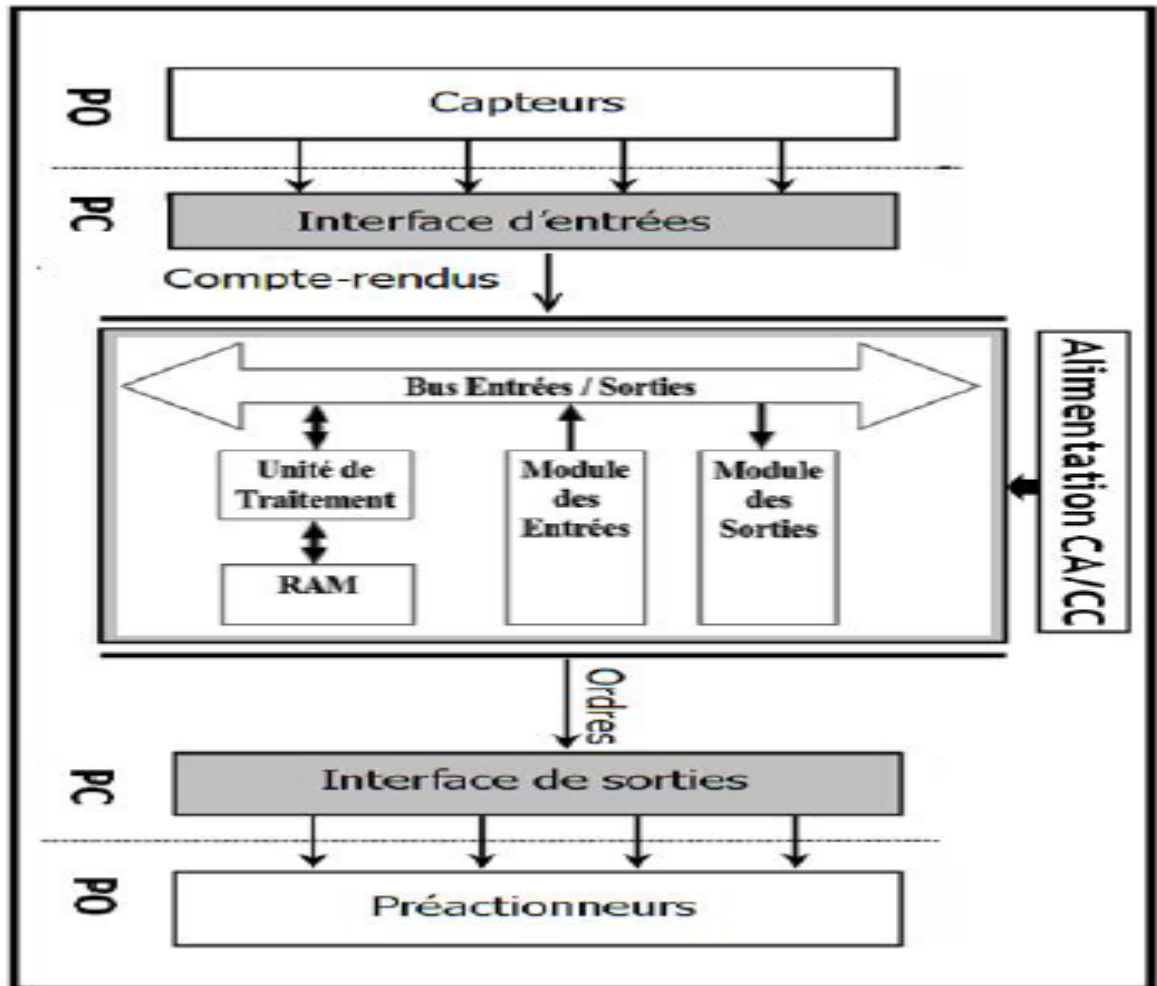 PO
Capteurs
PC
Interface d'entrées
Compte-rendus
Bus Entrées / Sorties
Unité de
Traitement
RAM
Module
des
Entrées
Module
des
Sorties
Alimentation CA/CC
Ordres
PC
Interface de sorties
PO
Préactionneurs